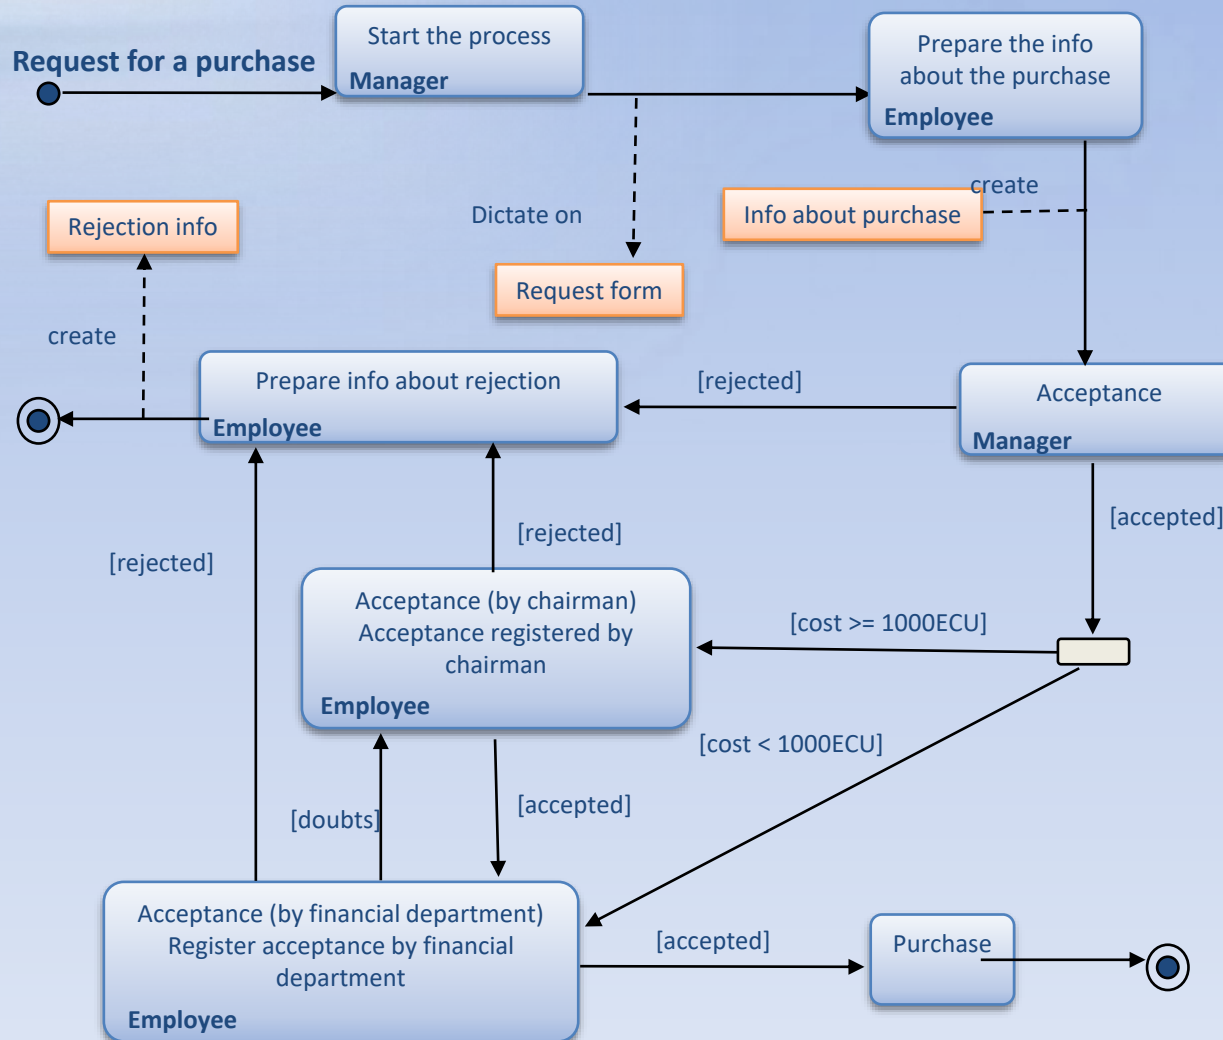 Request for a purchase
Start the process
Manager
Prepare the info
about the purchase
Employee
create
Info about purchase
Dictate on
Request form
Rejection info
create
Prepare info about rejection
Employee
[rejected]
Acceptance
Manager
[accepted]
[rejected]
[rejected]
Acceptance (by chairman)
Acceptance registered by
chairman
Employee
[cost >= 1000ECU]
[cost < 1000ECU]
[doubts]
[accepted]
Acceptance (by financial department)
Register acceptance by financial
department
Employee
[accepted]
Purchase